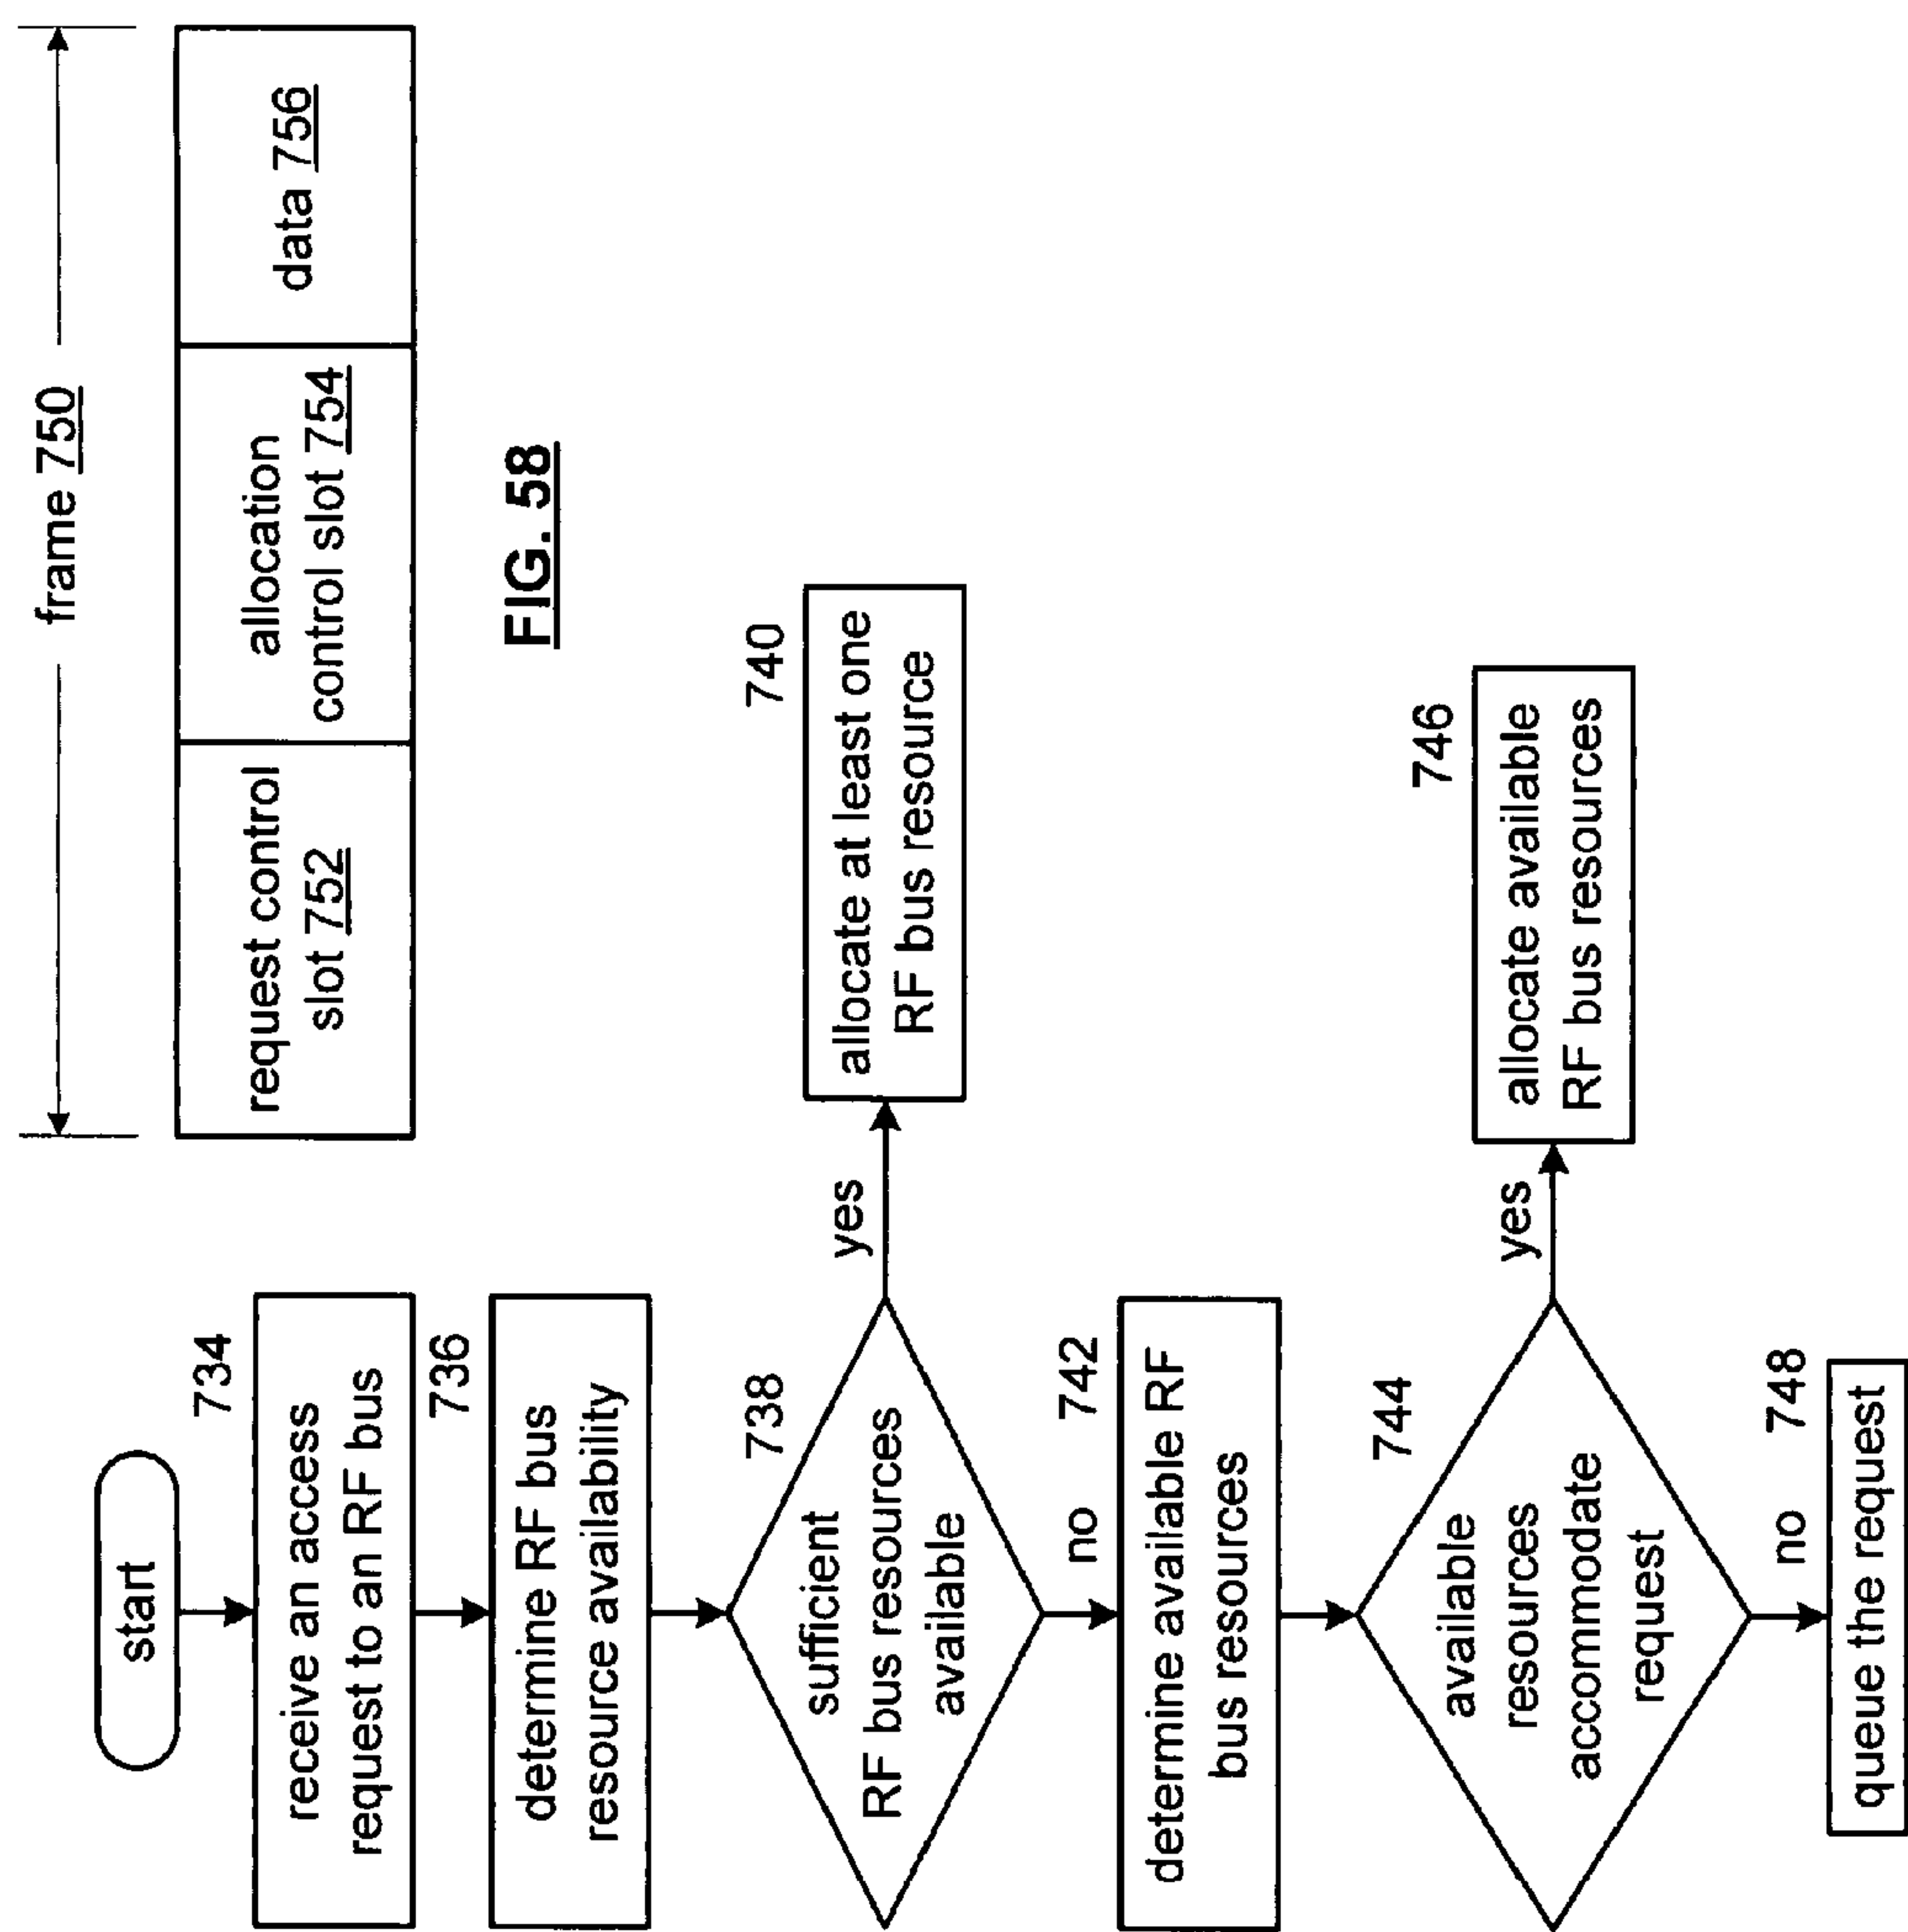 start
734
receive an access
request to an RF bus
736
determine RF bus
resource availability
738
sufficient
RF bus resources
available
yes
740
allocate at least one
RF bus resource
no
742
determine available RF
bus resources
744
available
resources
accommodate
request
yes
746
allocate available
RF bus resources
no
748
queue the request
frame 750
request control
slot 752
allocation
control slot 754
data 756
FIG. 58